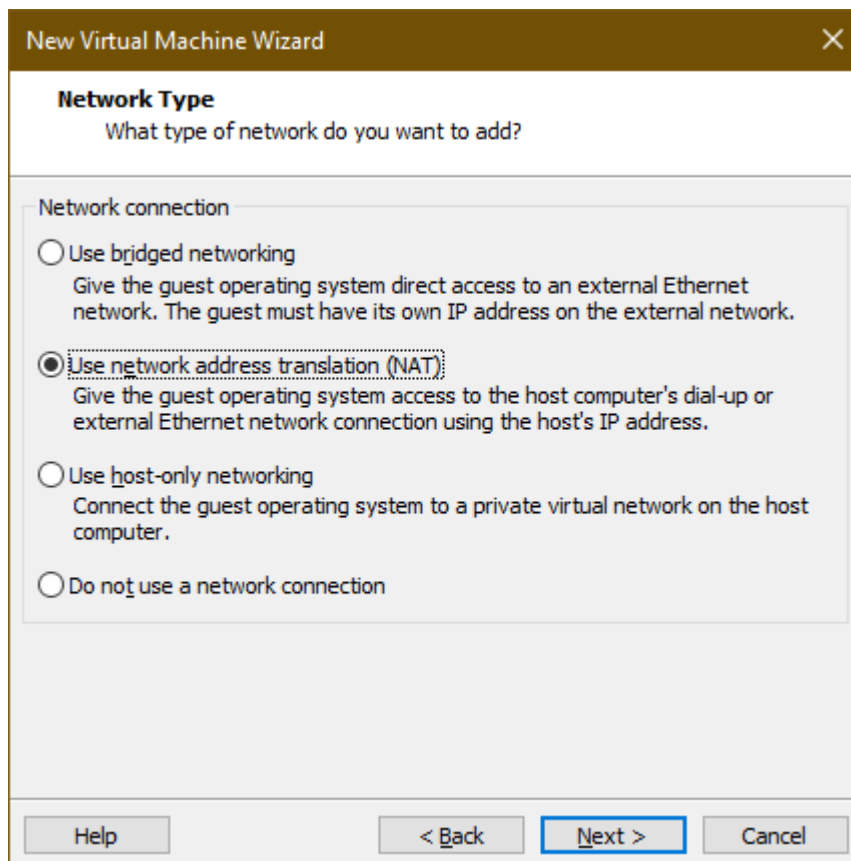 New Virtual Machine Wizard
Network Type
What type of network do you want to add?
Network connection
Use bridged networking
Give the guest operating system direct access to an external Ethernet
network. The guest must have its own IP address on the external network.
Use network address translation (NAT)
Give the guest operating system access to the host computer's dial-up or
external Ethernet network connection using the host's IP address.
Use host-only networking
Connect the guest operating system to a private virtual network on the host
computer.
Do not use a network connection
Help
< Back
Next >
Cancel